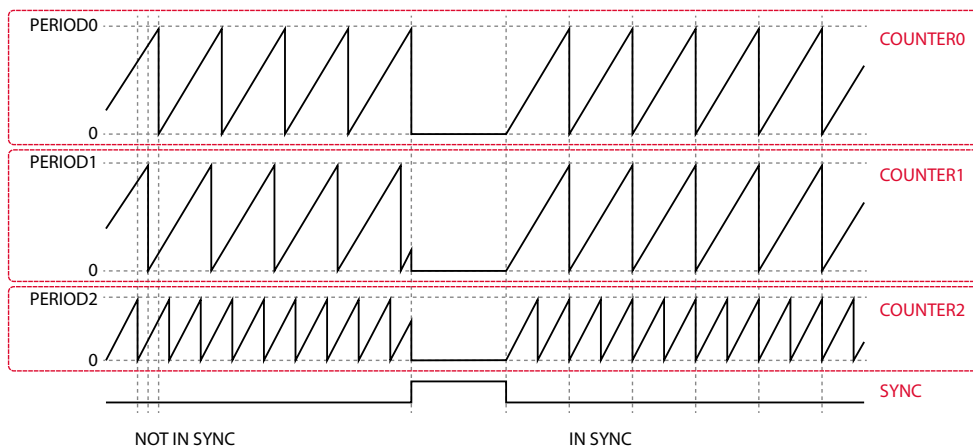 PERIOD0
COUNTER0
0
PERIOD1
COUNTER1
0
PERIOD2
COUNTER2
0
SYNC
NOT IN SYNC
IN SYNC